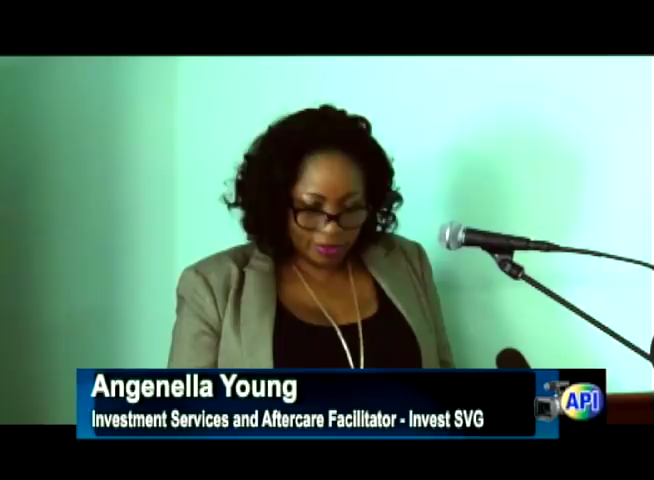 Angenella Young
Investment Services and Aftercare Facilitator - Invest SVG
API